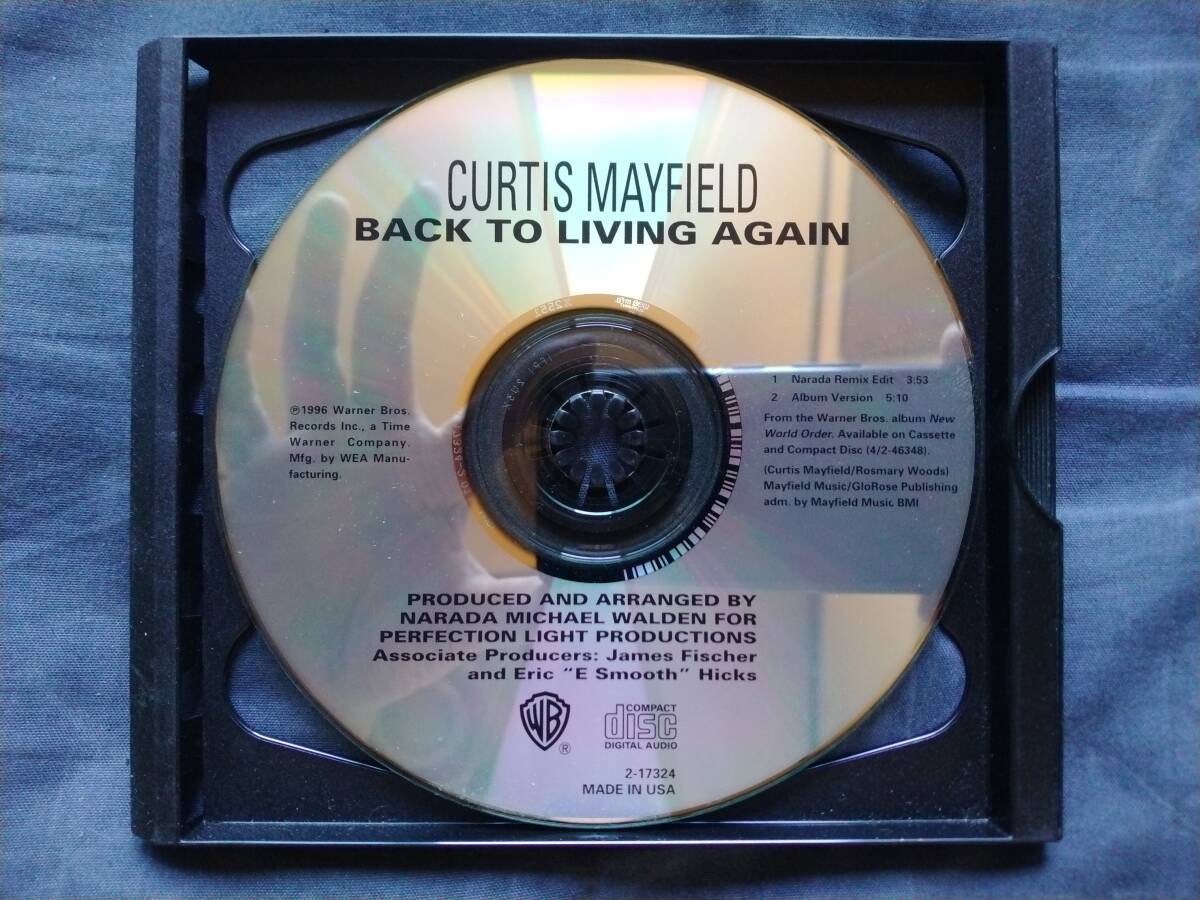 CURTIS MAYFIELD
BACK TO LIVING AGAIN
℗1996 Warner Bros.
Records Inc., a Time
Warner Company.
Mfg. by WEA Manu-
facturing.
1 Narada Remix Edit 3:53
2 Album Version 5:10
From the Warner Bros. album New
World Order. Available on Cassette
and Compact Disc (4/2-46348).
(Curtis Mayfield/Rosmary Woods)
Mayfield Music/GloRose Publishing
adm. by Mayfield Music BMI
PRODUCED AND ARRANGED BY
NARADA MICHAEL WALDEN FOR
PERFECTION LIGHT PRODUCTIONS
Associate Producers: James Fischer
and Eric "E Smooth" Hicks
WB
®
COMPACT
disc
DIGITAL AUDIO
2-17324
MADE IN USA